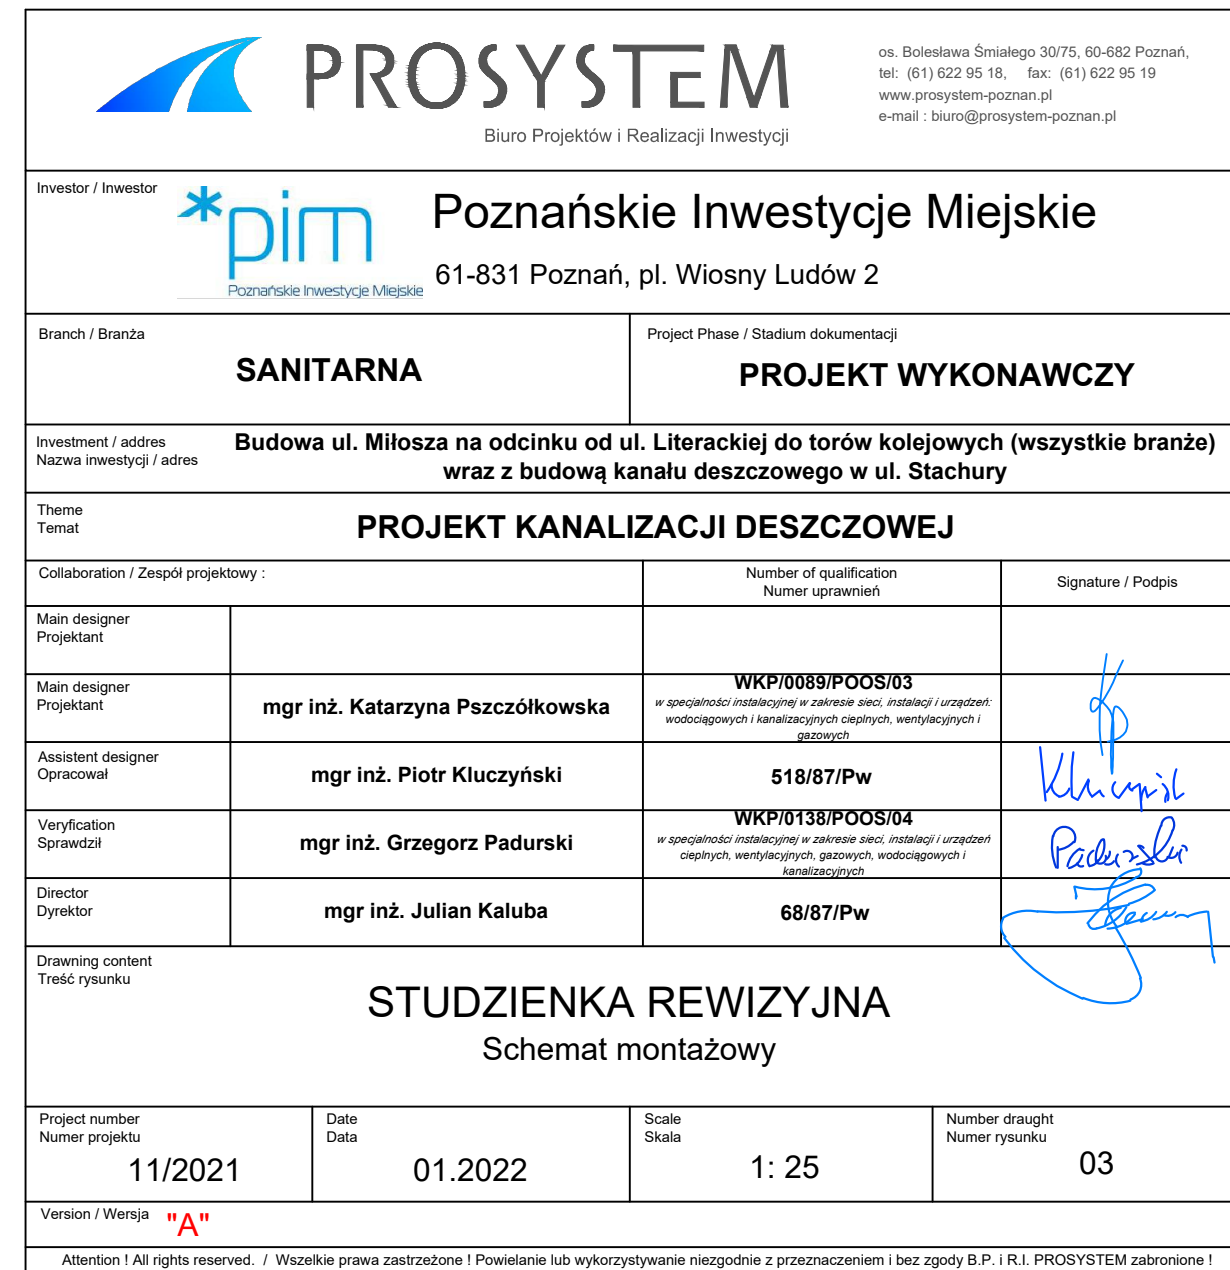 PROSYSTEM
Biuro Projektów i Realizacji Inwestycji
os. Bolesława Śmiałego 30/75, 60-682 Poznań,
tel: (61) 622 95 18, fax: (61) 622 95 19
www.prosystem-poznan.pl
e-mail : biuro@prosystem-poznan.pl
Investor / Inwestor
*pim
Poznańskie Inwestycje Miejskie
Poznańskie Inwestycje Miejskie
61-831 Poznań, pl. Wiosny Ludów 2
Branch / Branża
SANITARNA
Project Phase / Stadium dokumentacji
PROJEKT WYKONAWCZY
Investment / addres
Nazwa inwestycji / adres
Budowa ul. Miłosza na odcinku od ul. Literackiej do torów kolejowych (wszystkie branże)
wraz z budową kanału deszczowego w ul. Stachury
Theme
Temat
PROJEKT KANALIZACJI DESZCZOWEJ
Collaboration / Zespół projektowy :
Number of qualification
Numer uprawnień
Signature / Podpis
Main designer
Projektant
Main designer
Projektant
mgr inż. Katarzyna Pszczółkowska
WKP/0089/POOS/03
w specjalności instalacyjnej w zakresie sieci, instalacji i urządzeń:
wodociągowych i kanalizacyjnych cieplnych, wentylacyjnych i
gazowych
Kp
Assistent designer
Opracował
mgr inż. Piotr Kluczyński
518/87/Pw
Veryfication
Sprawdził
mgr inż. Grzegorz Padurski
WKP/0138/POOS/04
w specjalności instalacyjnej w zakresie sieci, instalacji i urządzeń
cieplnych, wentylacyjnych, gazowych, wodociągowych i
kanalizacyjnych
Padurski
Director
Dyrektor
mgr inż. Julian Kaluba
68/87/Pw
Drawning content
Treść rysunku
STUDZIENKA REWIZYJNA
Schemat montażowy
Project number
Numer projektu
11/2021
Date
Data
01.2022
Scale
Skala
1: 25
Number draught
Numer rysunku
03
Version / Wersja
"A"
Attention ! All rights reserved. / Wszelkie prawa zastrzeżone ! Powielanie lub wykorzystywanie niezgodnie z przeznaczeniem i bez zgody B.P. i R.I. PROSYSTEM zabronione !